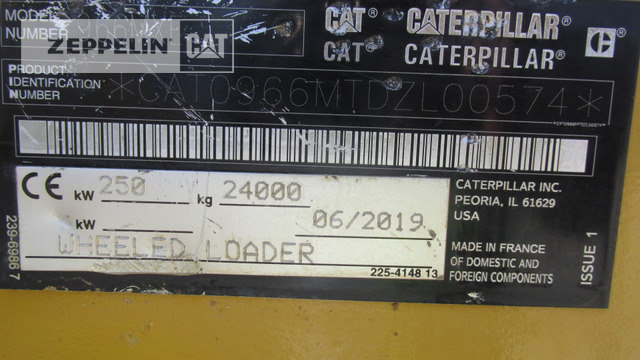 MODEL
NUMBER
ZEPPELIN CAT
CAT CATERPILLAR
CAT® CATERPILLAR®
C
PRODUCT
IDENTIFICATION
NUMBER
*CAT0966MTDZL00574*
CE kW 250 kg 24000
kW 06/2019
WHEELED LOADER
225-4148 13
239-6986 7
CATERPILLAR INC.
PEORIA, IL 61629
USA
MADE IN FRANCE
OF DOMESTIC AND
FOREIGN COMPONENTS
ISSUE 1